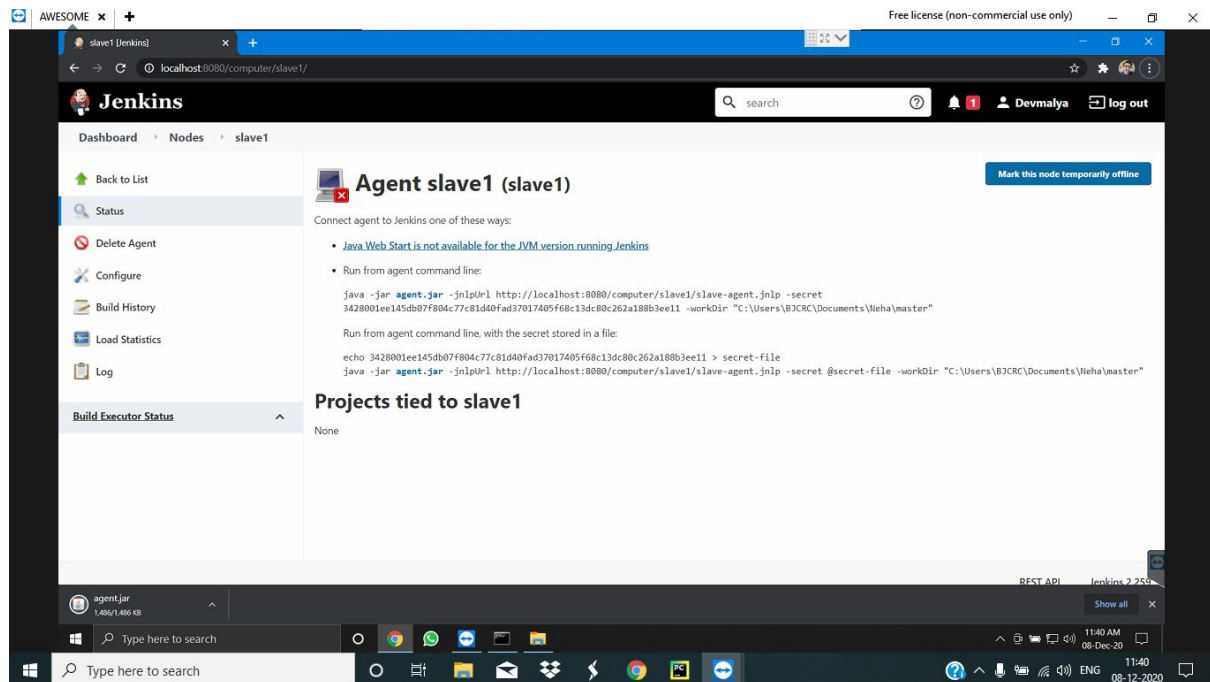 AWESOME
Free license (non-commercial use only)
slave1 [Jenkins]
localhost:8080/computer/slave1/
Jenkins
search
1
Devmalya
log out
Dashboard
Nodes
slave1
Back to List
Status
Delete Agent
Configure
Build History
Load Statistics
Log
Build Executor Status
Agent slave1 (slave1)
Mark this node temporarily offline
Connect agent to Jenkins one of these ways:
Java Web Start is not available for the JVM version running Jenkins
Run from agent command line:
java -jar agent.jar -jnlpUrl http://localhost:8080/computer/slave1/slave-agent.jnlp -secret
3428001ee145db07f804c77c81d40fad37017405f68c13dc80c262a188b3ee11 -workDir "C:\Users\BJCRC\Documents\Neha\master"
Run from agent command line, with the secret stored in a file:
echo 3428001ee145db07f804c77c81d40fad37017405f68c13dc80c262a188b3ee11 > secret-file
java -jar agent.jar -jnlpUrl http://localhost:8080/computer/slave1/slave-agent.jnlp -secret @secret-file -workDir "C:\Users\BJCRC\Documents\Neha\master"
Projects tied to slave1
None
REST API
Jenkins 2.259
agent.jar
1,486/1,486 KB
Show all
Type here to search
11:40 AM
08-Dec-20
Type here to search
PC
ENG
11:40
08-12-2020